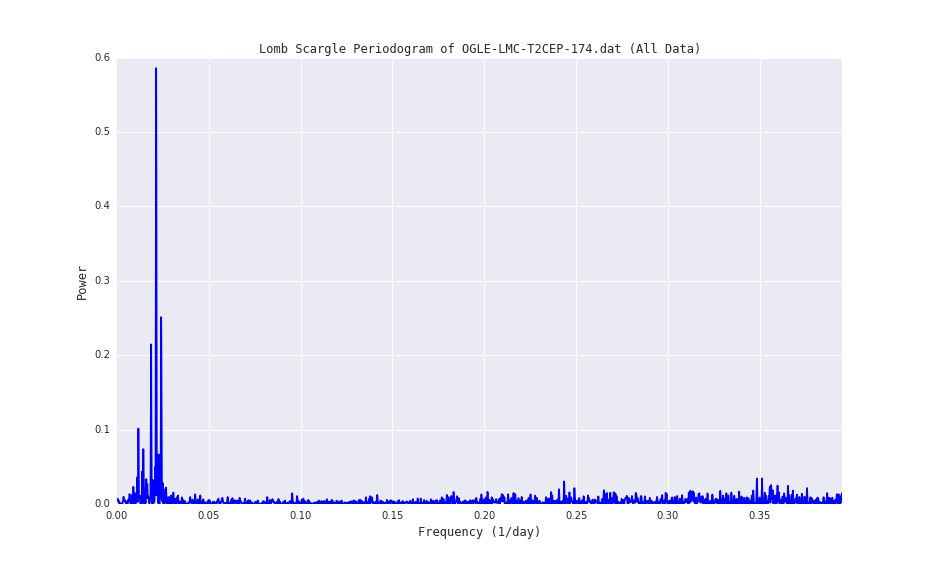 Lomb Scargle Periodogram of OGLE-LMC-T2CEP-174.dat (All Data)
0.6
0.5
0.4
0.3
0.2
0.1
0.0
Power
0.00 0.05 0.10 0.15 0.20 0.25 0.30 0.35
Frequency (1/day)